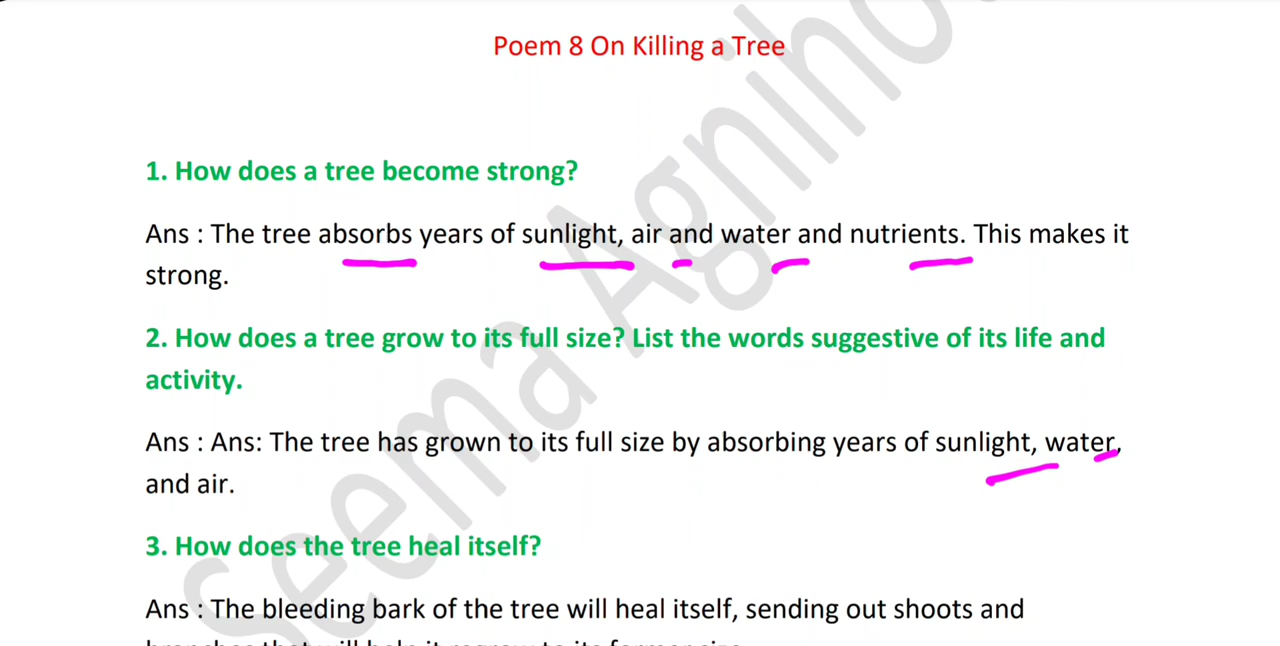 Poem 8 On Killing a Tree
1. How does a tree become strong?
Ans : The tree absorbs years of sunlight, air and water and nutrients. This makes it
strong.
2. How does a tree grow to its full size? List the words suggestive of its life and
activity.
Ans : Ans: The tree has grown to its full size by absorbing years of sunlight, water,
and air.
3. How does the tree heal itself?
Ans : The bleeding bark of the tree will heal itself, sending out shoots and
Seema